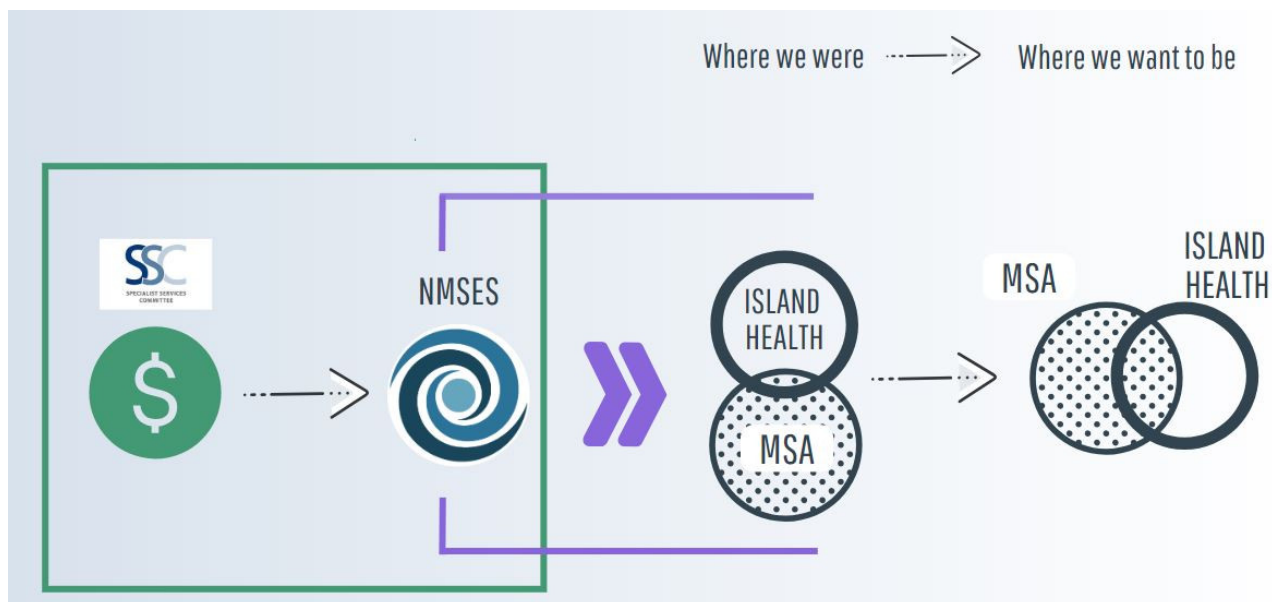 Where we were
Where we want to be
SSC
SPECIALIST SERVICES
COMMITTEE
$
NMSES
ISLAND
HEALTH
MSA
MSA
ISLAND
HEALTH